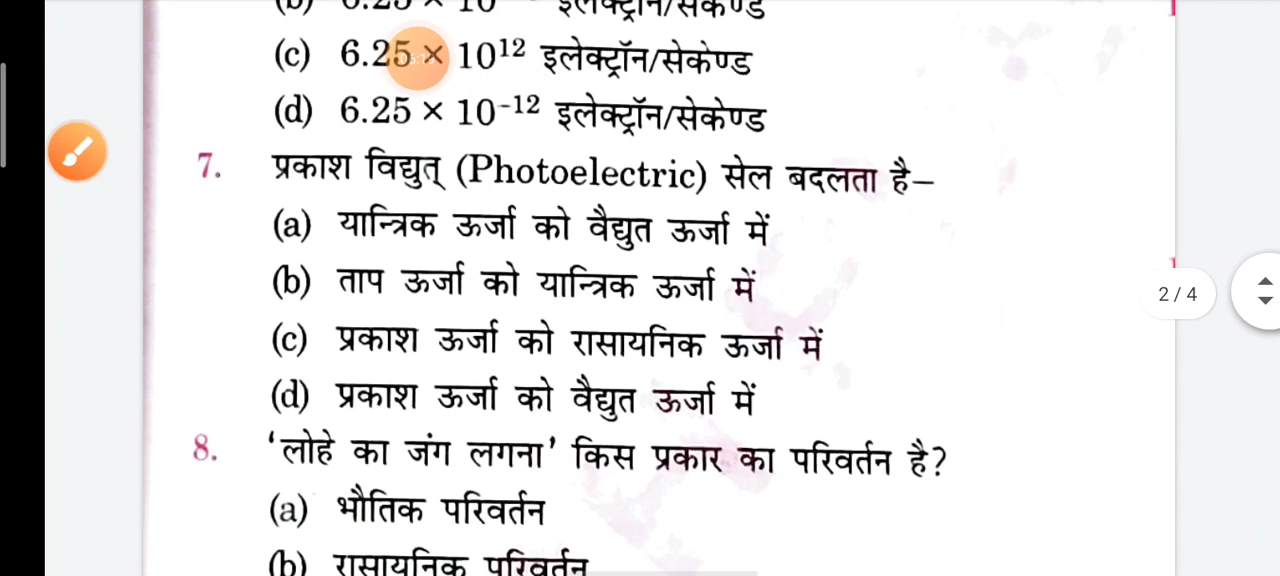 (c) 6.25 × 10¹² इलेक्ट्रॉन/सेकेण्ड
(d) 6.25 × 10⁻¹² इलेक्ट्रॉन/सेकेण्ड
7. प्रकाश विद्युत् (Photoelectric) सेल बदलता है–
(a) यान्त्रिक ऊर्जा को वैद्युत ऊर्जा में
(b) ताप ऊर्जा को यान्त्रिक ऊर्जा में
2 / 4
(c) प्रकाश ऊर्जा को रासायनिक ऊर्जा में
(d) प्रकाश ऊर्जा को वैद्युत ऊर्जा में
8. ‘लोहे का जंग लगना’ किस प्रकार का परिवर्तन है?
(a) भौतिक परिवर्तन
(b) रासायनिक परिवर्तन